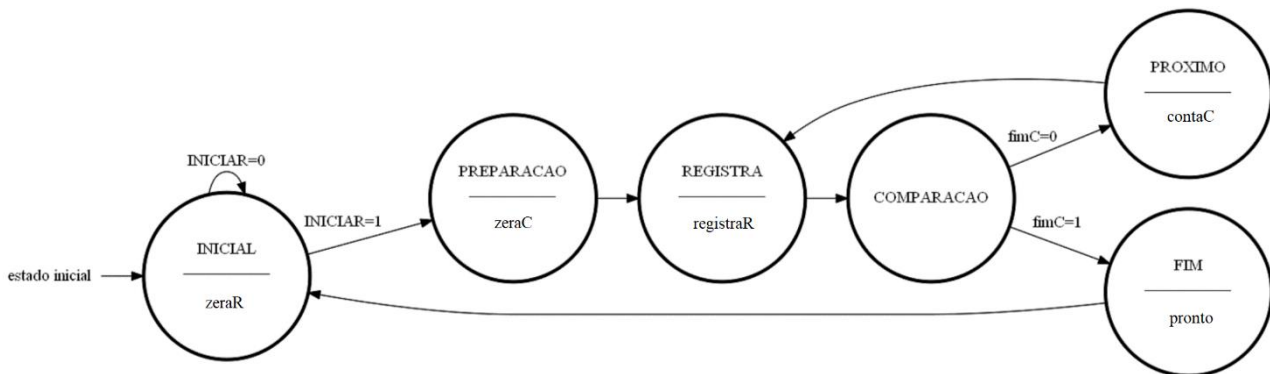 estado inicial
INICIAR=0
INICIAL
zeraR
INICIAR=1
PREPARACAO
zeraC
REGISTRA
registraR
COMPARACAO
fimC=0
PROXIMO
contaC
fimC=1
FIM
pronto